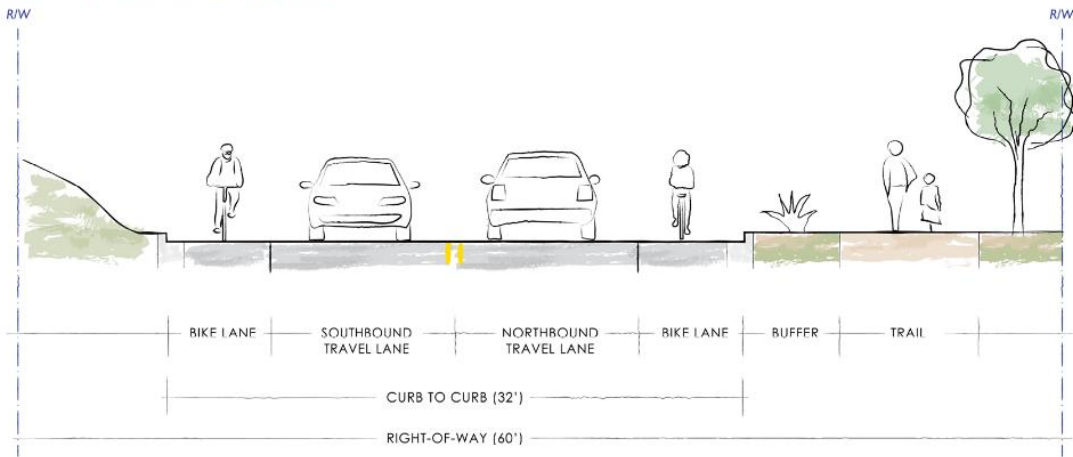 R/W
R/W
BIKE LANE
SOUTHBOUND
TRAVEL LANE
NORTHBOUND
TRAVEL LANE
BIKE LANE
BUFFER
TRAIL
CURB TO CURB (32')
RIGHT-OF-WAY (60')